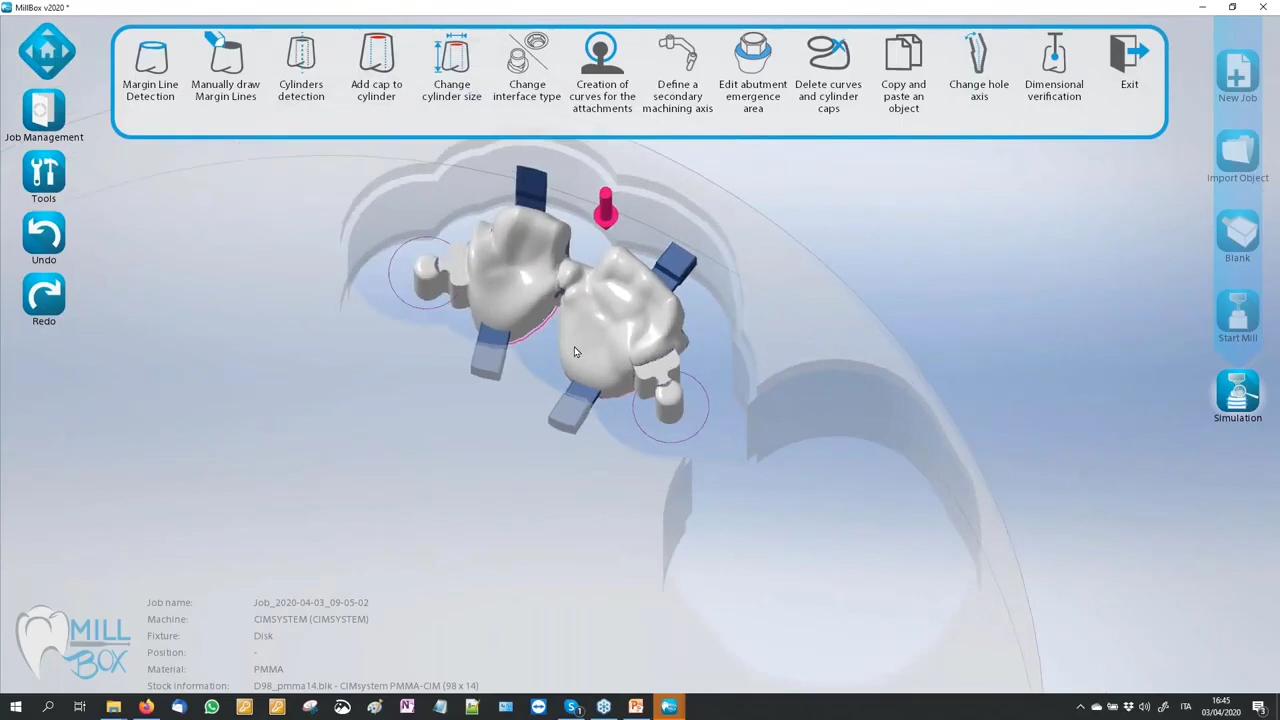 MillBox v2020 *
Margin Line
Detection
Manually draw
Margin Lines
Cylinders
detection
Add cap to
cylinder
Change
cylinder size
Change
interface type
Creation of
curves for the
attachments
Define a
secondary
machining axis
Edit abutment
emergence
area
Delete curves
and cylinder
caps
Copy and
paste an
object
Change hole
axis
Dimensional
verification
Exit
Job Management
Tools
Undo
Redo
New Job
Import Object
Blank
Start Mill
Simulation
MILL
BOX
Job name: Job_2020-04-03_09-05-02
Machine: CIMSYSTEM (CIMSYSTEM)
Fixture: Disk
Position: -
Material: PMMA
Stock information: D98_pmma14.blk - CIMsystem PMMA-CIM (98 x 14)
ITA
16:45
03/04/2020